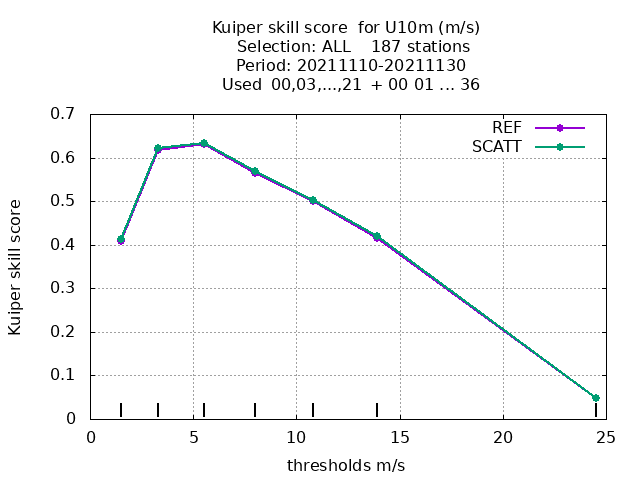 Kuiper skill score for U10m (m/s)
Selection: ALL 187 stations
Period: 20211110-20211130
Used 00,03,...,21 + 00 01 ... 36
REF
SCATT
Kuiper skill score
0.7
0.6
0.5
0.4
0.3
0.2
0.1
0
0 5 10 15 20 25
thresholds m/s